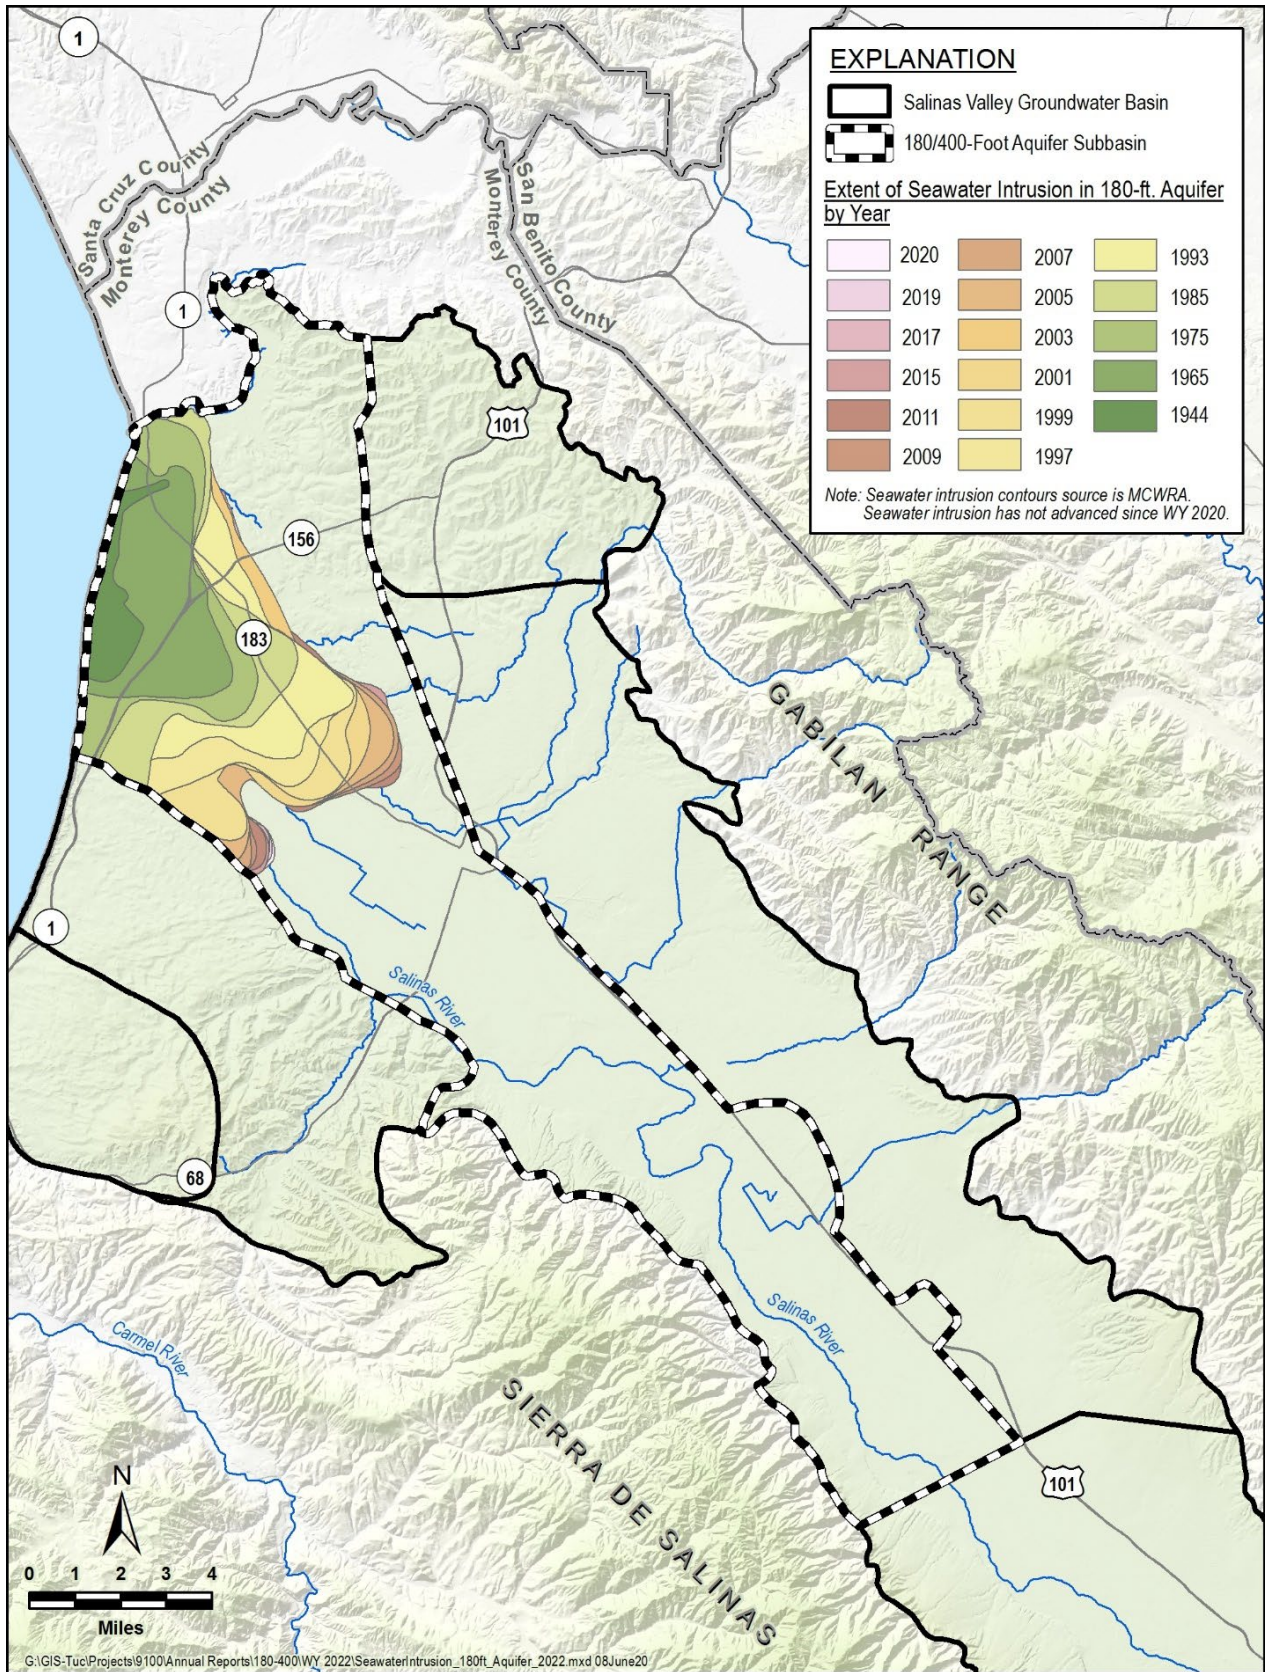 1
EXPLANATION
Salinas Valley Groundwater Basin
180/400-Foot Aquifer Subbasin
Extent of Seawater Intrusion in 180-ft. Aquifer
by Year
2020
2019
2017
2015
2011
2009
2007
2005
2003
2001
1999
1997
1993
1985
1975
1965
1944
Note: Seawater intrusion contours source is MCWRA.
Seawater intrusion has not advanced since WY 2020.
Santa Cruz County
Monterey County
San Benito County
Monterey County
1
101
156
183
GABILAN RANGE
1
Salinas River
68
Salinas River
Carmel River
SIERRA DE SALINAS
101
N
0 1 2 3 4
Miles
G:\GIS-Tuc\Projects\9100\Annual Reports\180-400\WY 2022\SeawaterIntrusion_180ft_Aquifer_2022.mxd 08June20